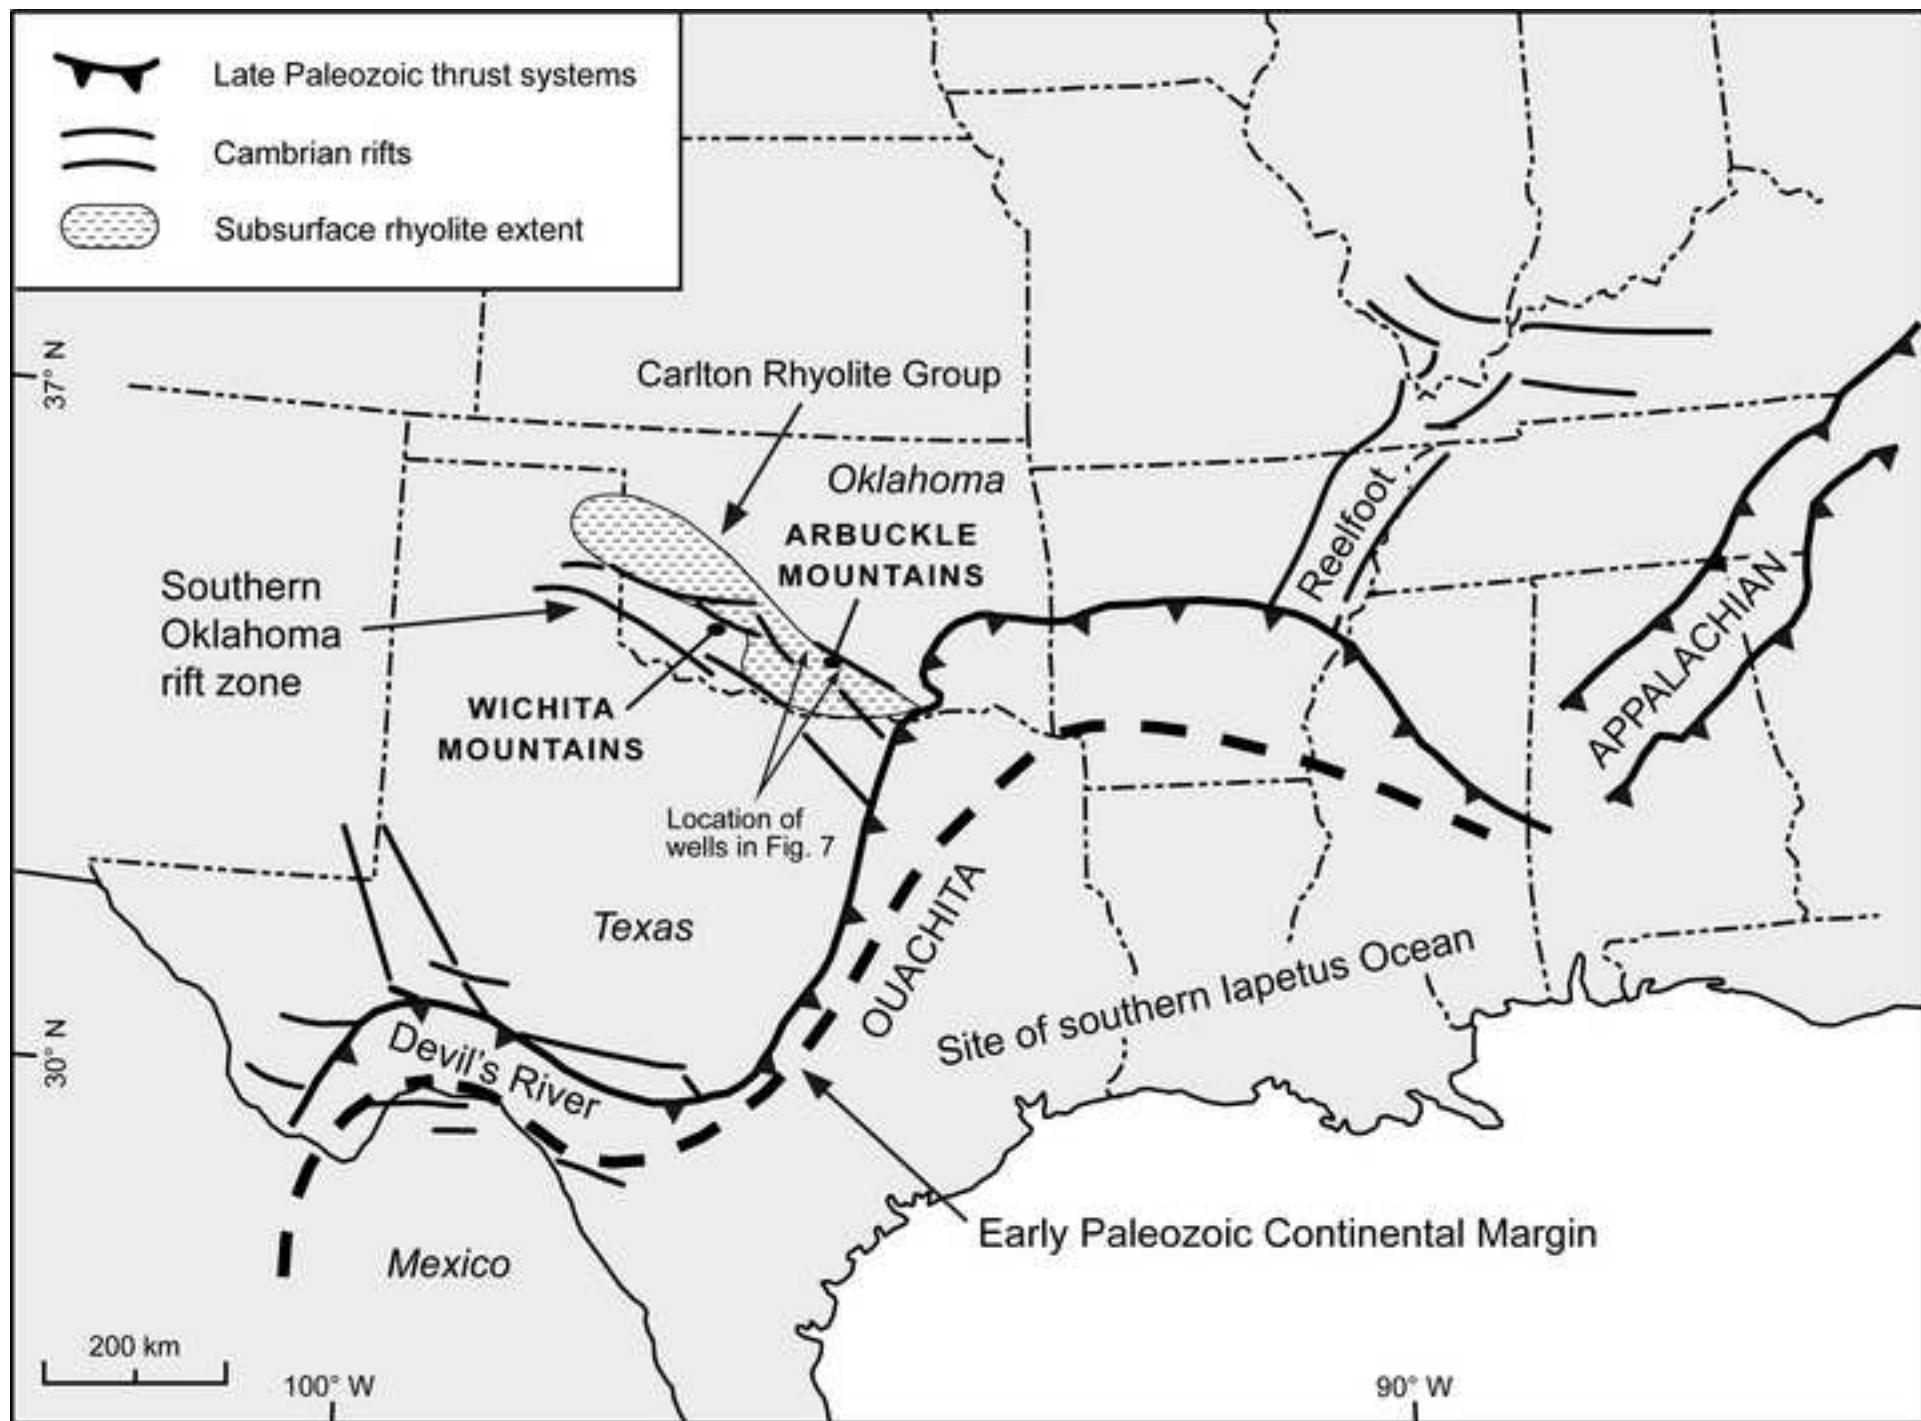 Late Paleozoic thrust systems
Cambrian rifts
Subsurface rhyolite extent
37° N
Carlton Rhyolite Group
Oklahoma
ARBUCKLE
MOUNTAINS
Reelfoot
Southern
Oklahoma
rift zone
APPALACHIAN
WICHITA
MOUNTAINS
Location of
wells in Fig. 7
Texas
OUACHITA
Site of southern Iapetus Ocean
30° N
Devil's River
Early Paleozoic Continental Margin
Mexico
200 km
100° W
90° W